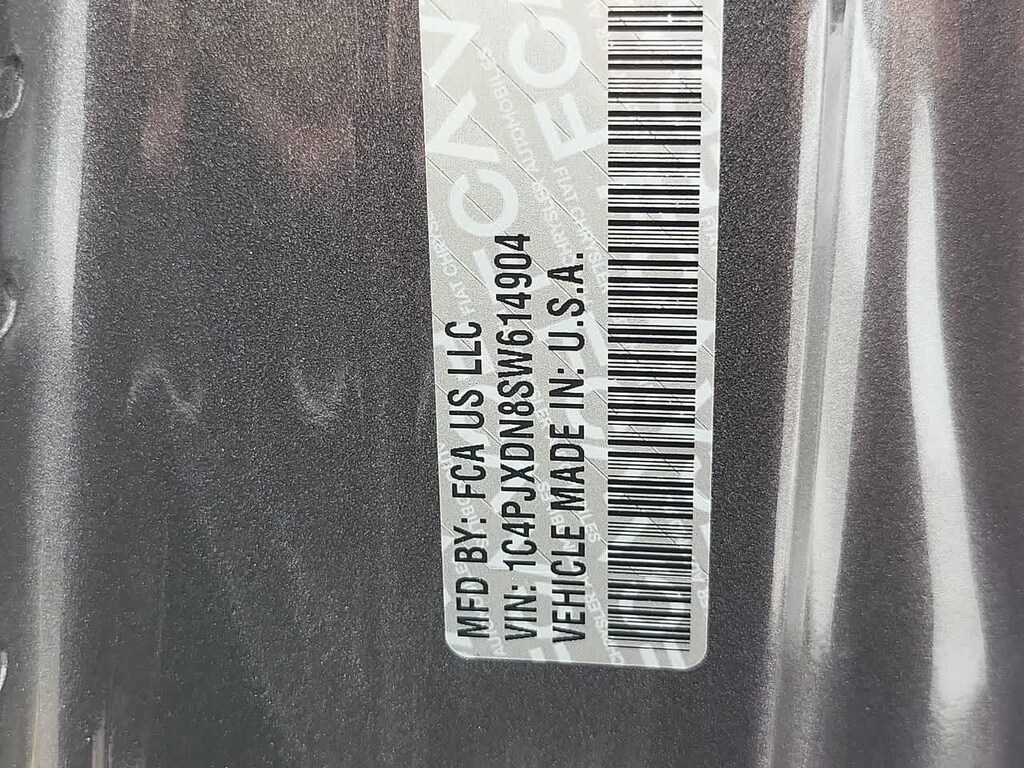 MFD BY: FCA US LLC
VIN: 1C4PJXDN8SW614904
VEHICLE MADE IN: U.S.A.